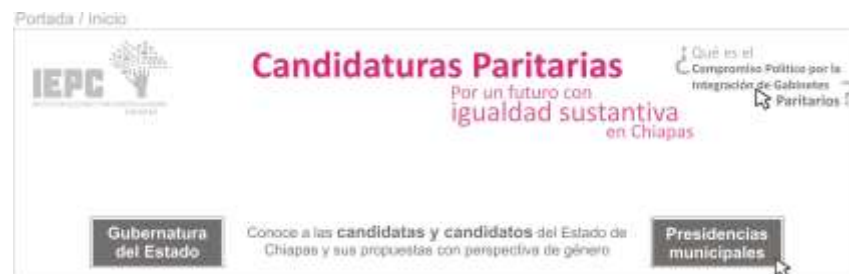 Portada / Inicio
IEPC
Candidaturas Paritarias
Por un futuro con
igualdad sustantiva
en Chiapas
¿Qué es el
Compromiso Político por la
Integración de Gabinetes
Paritarios
Gubernatura
del Estado
Conoce a las candidatas y candidatos del Estado de
Chiapas y sus propuestas con perspectiva de género
Presidencias
municipales